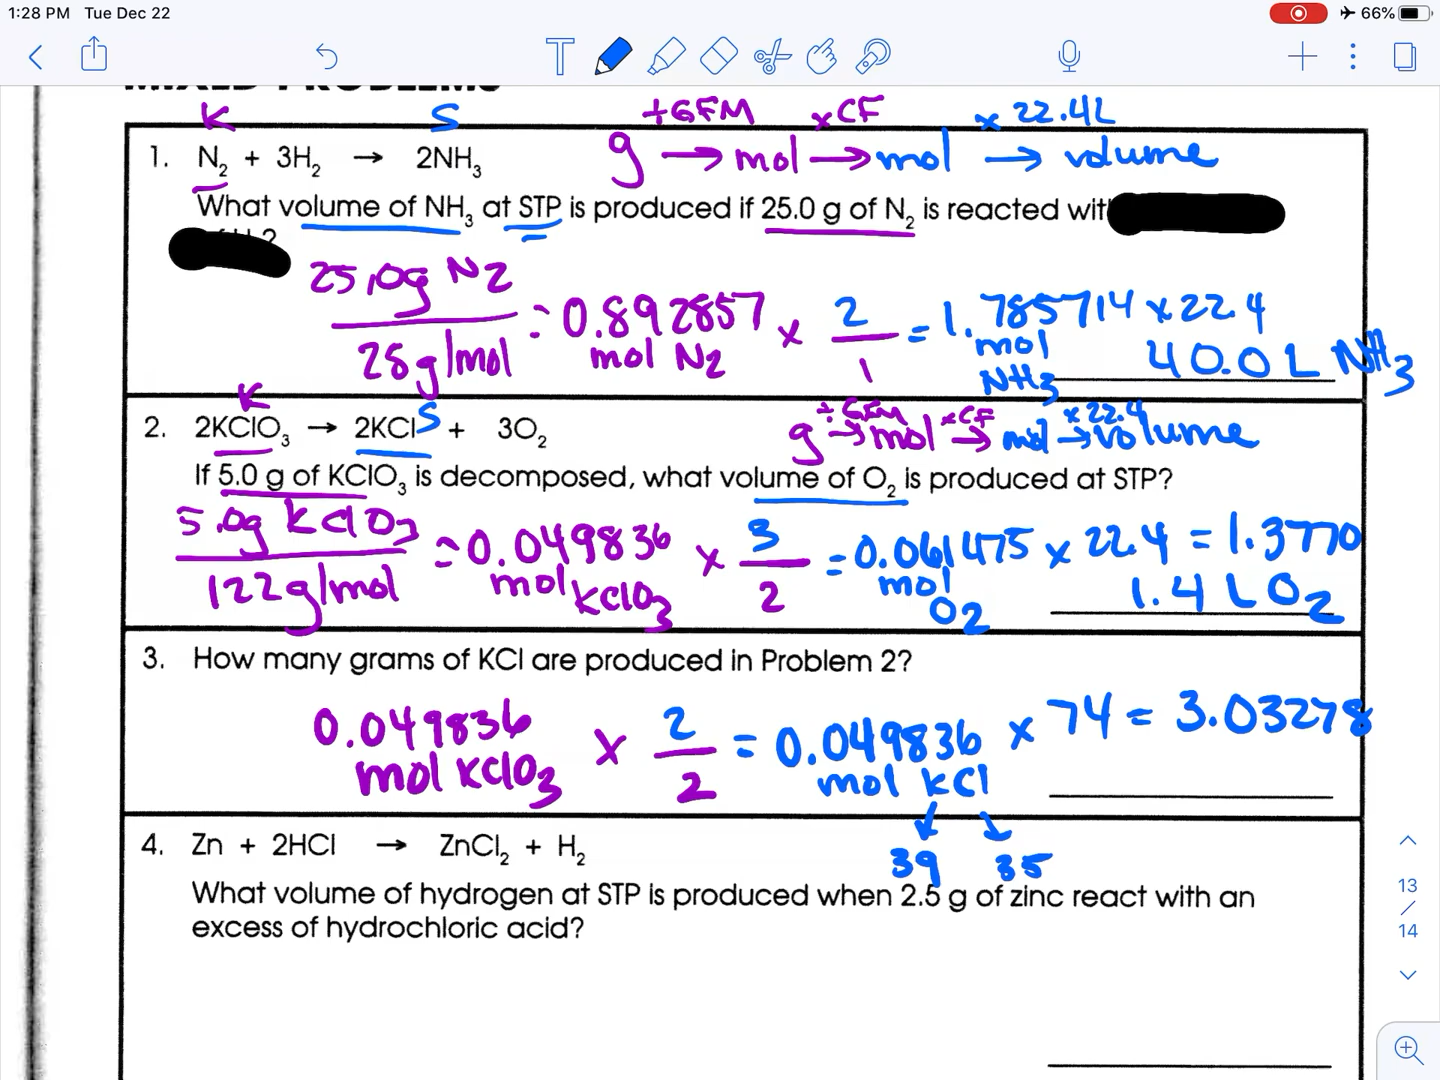 1:28 PM Tue Dec 22 66%
MIXED PROBLEMS
K S ÷GFM xCF x 22.4L
g → mol → mol → volume
1. N₂ + 3H₂ → 2NH₃
What volume of NH₃ at STP is produced if 25.0 g of N₂ is reacted wit
?
25.0g N2 / 28g/mol = 0.892857 mol N2 x 2/1 = 1.785714 x 22.4
mol NH3
40.0 L NH3
K S ÷GFM xCF x 22.4
g → mol → mol → volume
2. 2KClO₃ → 2KCl + 3O₂
If 5.0 g of KClO₃ is decomposed, what volume of O₂ is produced at STP?
5.0g KClO3 / 122g/mol = 0.049836 mol KClO3 x 3/2 = 0.061475 x 22.4 = 1.3770
mol O2
1.4 L O2
3. How many grams of KCl are produced in Problem 2?
0.049836 mol KClO3 x 2/2 = 0.049836 mol KCl x 74 = 3.03278
39 35
4. Zn + 2HCl → ZnCl₂ + H₂
What volume of hydrogen at STP is produced when 2.5 g of zinc react with an
excess of hydrochloric acid?
13
/
14